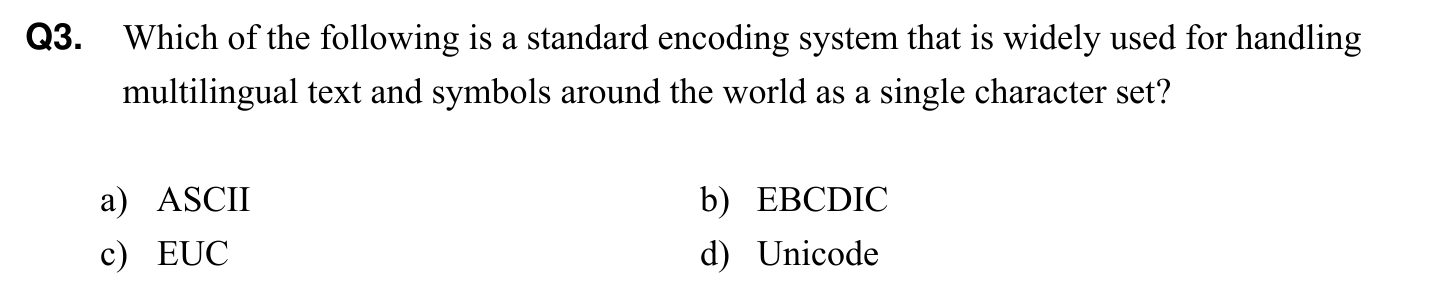 Q3. Which of the following is a standard encoding system that is widely used for handling
multilingual text and symbols around the world as a single character set?
a) ASCII b) EBCDIC
c) EUC d) Unicode